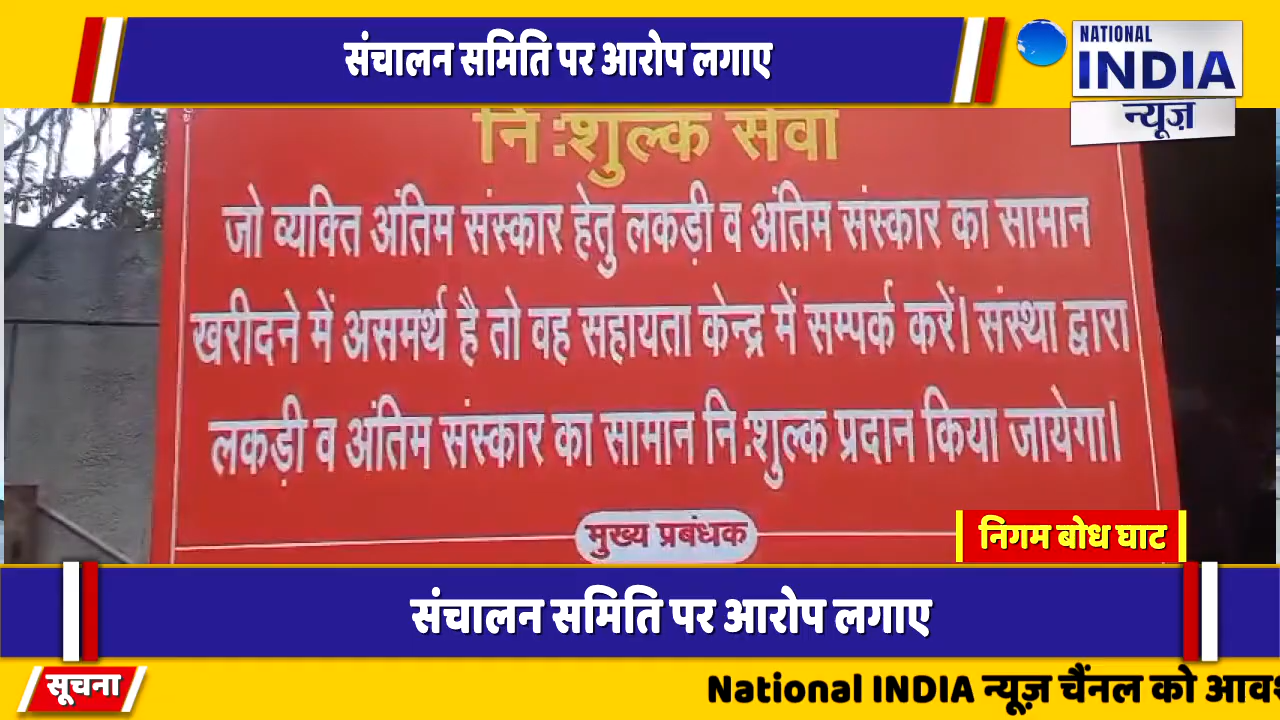 संचालन समिति पर आरोप लगाए
NATIONAL
INDIA
न्यूज़
नि:शुल्क सेवा
जो व्यक्ति अंतिम संस्कार हेतु लकड़ी व अंतिम संस्कार का सामान
खरीदने में असमर्थ है तो वह सहायता केन्द्र में सम्पर्क करें। संस्था द्वारा
लकड़ी व अंतिम संस्कार का सामान नि:शुल्क प्रदान किया जायेगा।
मुख्य प्रबंधक
निगम बोध घाट
संचालन समिति पर आरोप लगाए
सूचना
National INDIA न्यूज़ चैंनल को